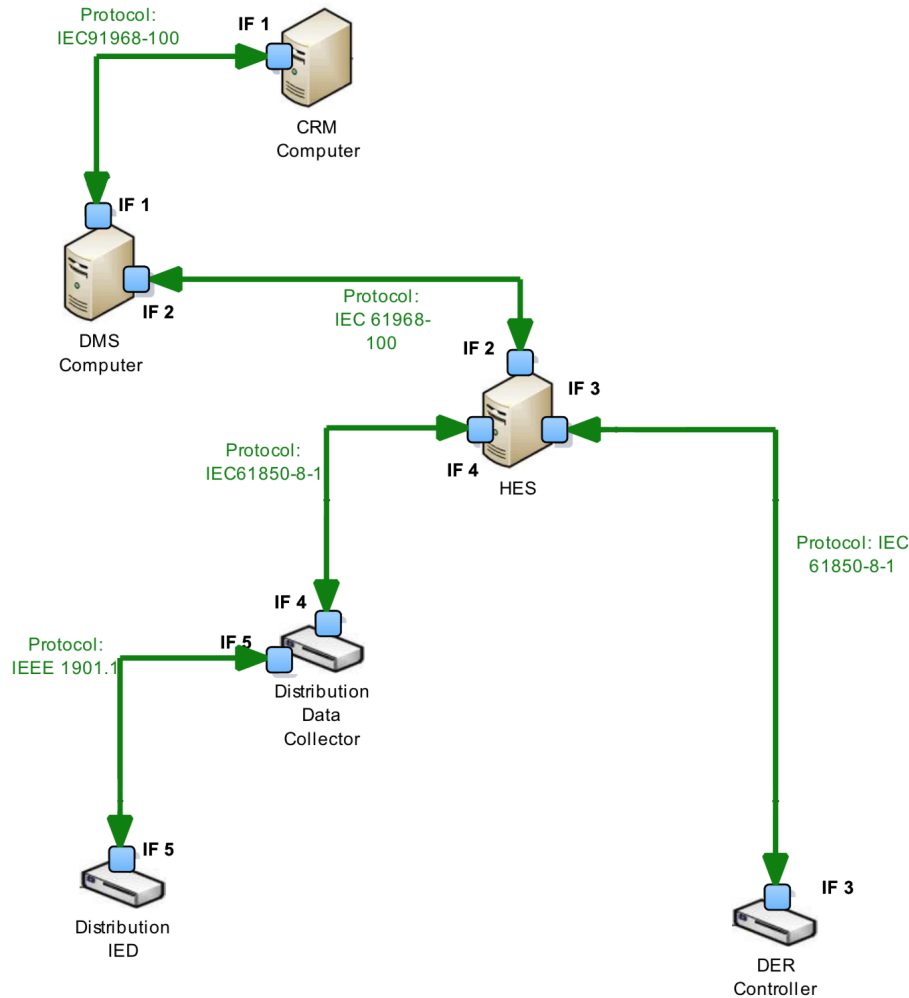 Protocol:
IEC91968-100
IF 1
CRM
Computer
IF 1
IF 2
DMS
Computer
Protocol:
IEC 61968-
100
IF 2
IF 3
IF 4
HES
Protocol:
IEC61850-8-1
Protocol: IEC
61850-8-1
IF 4
IF 5
Distribution
Data
Collector
Protocol:
IEEE 1901.1
IF 5
Distribution
IED
IF 3
DER
Controller